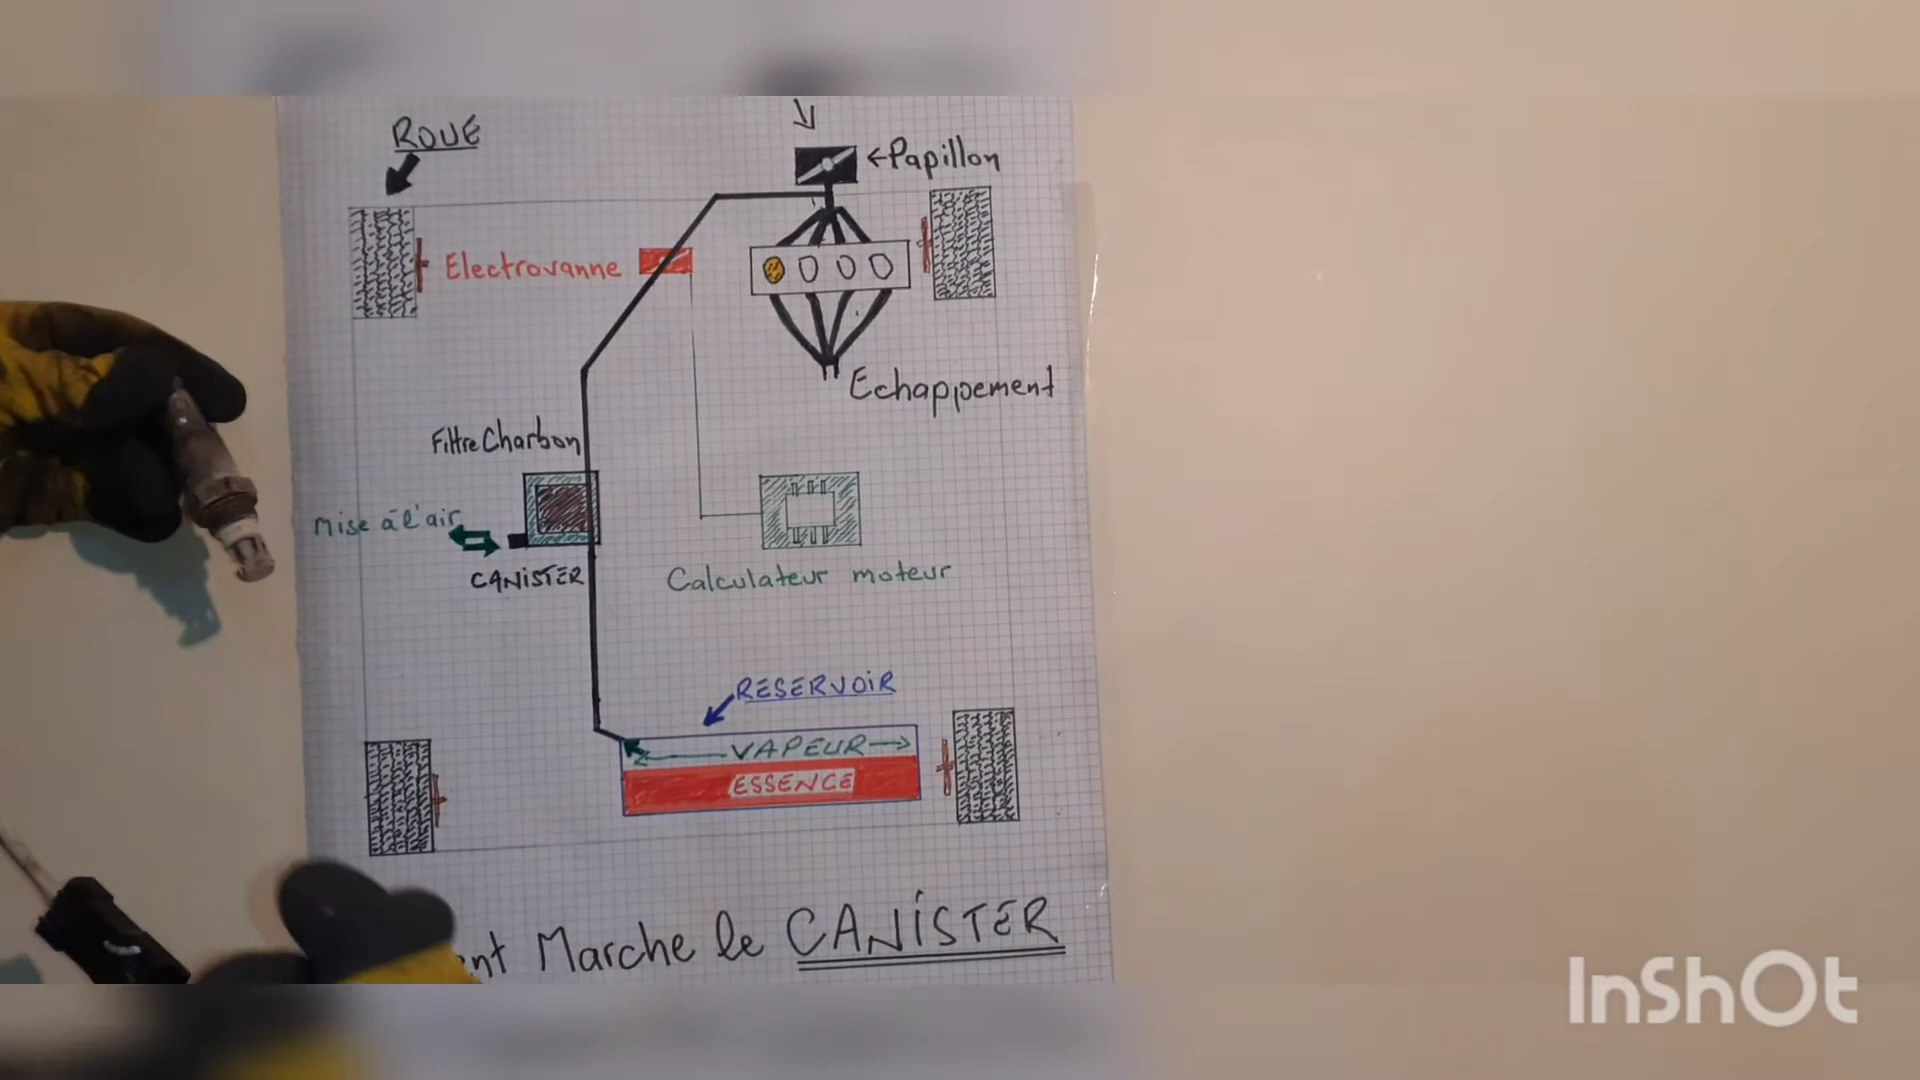 ROUE
←Papillon
Electrovanne
Echappement
Filtre Charbon
Mise à l'air
CANISTER
Calculateur moteur
RESERVOIR
VAPEUR
ESSENCE
nt Marche le CANISTER
InShOt